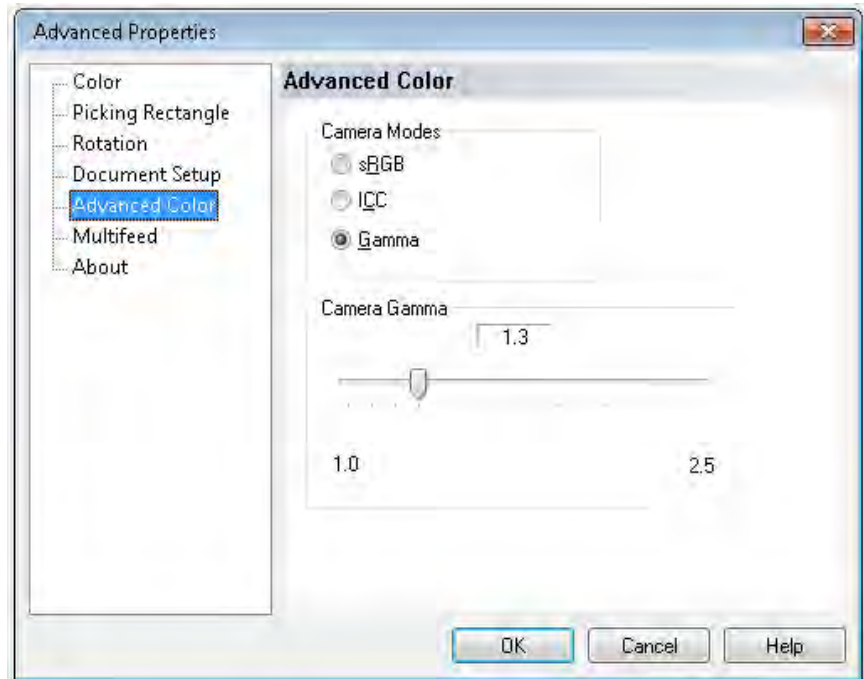 Advanced Properties
Color
Picking Rectangle
Rotation
Document Setup
Advanced Color
Multifeed
About
Advanced Color
Camera Modes
sRGB
ICC
Gamma
Camera Gamma
1.3
1.0 2.5
OK Cancel Help